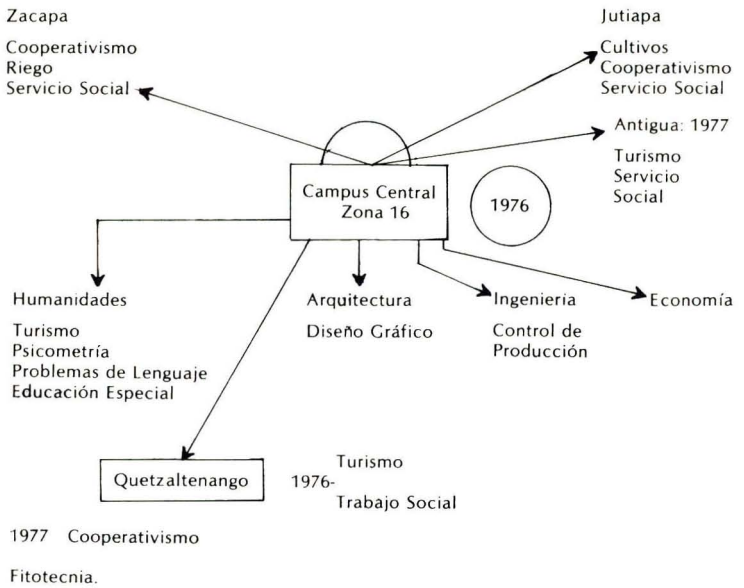 Zacapa
Cooperativismo
Riego
Servicio Social
Jutiapa
Cultivos
Cooperativismo
Servicio Social
Antigua: 1977
Turismo
Servicio
Social
Campus Central
Zona 16
1976
Humanidades
Turismo
Psicometría
Problemas de Lenguaje
Educación Especial
Arquitectura
Diseño Gráfico
Ingenieria
Control de
Producción
Economía
Quetzaltenango
1976-
Turismo
Trabajo Social
1977 Cooperativismo
Fitotecnia.